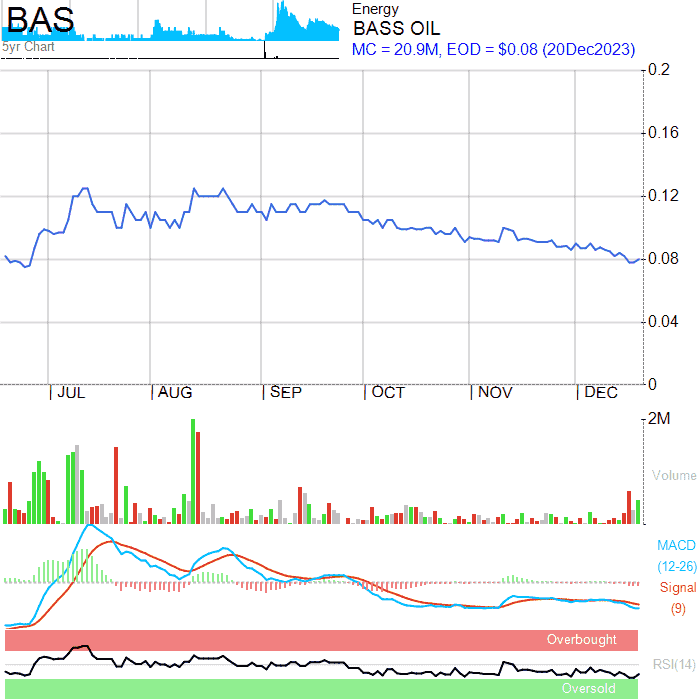 BAS
5yr Chart
Energy
BASS OIL
MC = 20.9M, EOD = $0.08 (20Dec2023)
0.2
0.16
0.12
0.08
0.04
0
JUL AUG SEP OCT NOV DEC
2M
Volume
MACD
(12-26)
Signal
(9)
Overbought
RSI(14)
Oversold